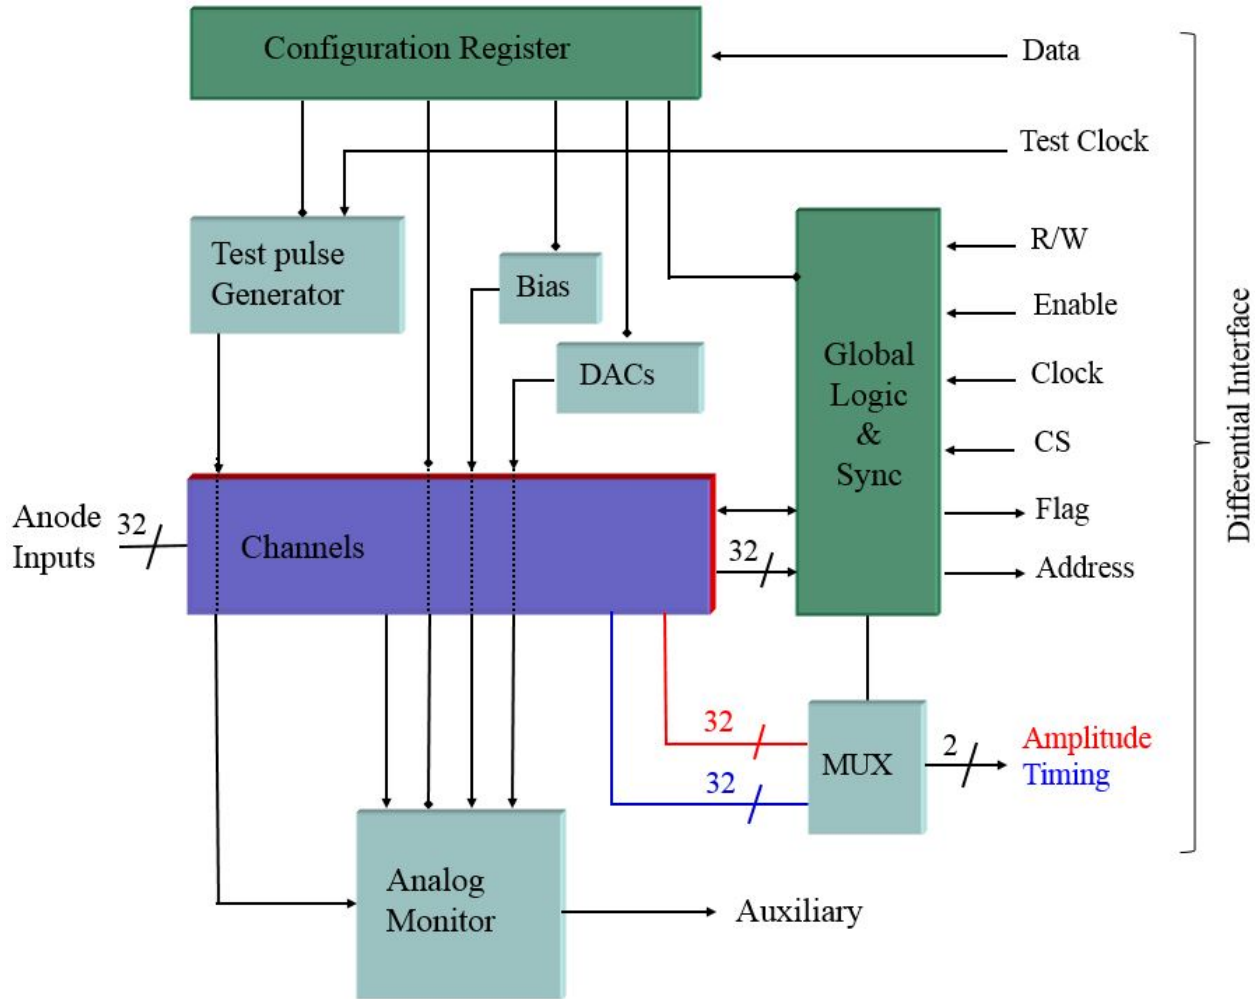 Configuration Register
Data
Test Clock
Test pulse
Generator
Bias
DACs
Global
Logic
&
Sync
R/W
Enable
Clock
CS
Flag
Address
Differential Interface
Anode
Inputs
32
Channels
32
32
32
MUX
2
Amplitude
Timing
Analog
Monitor
Auxiliary